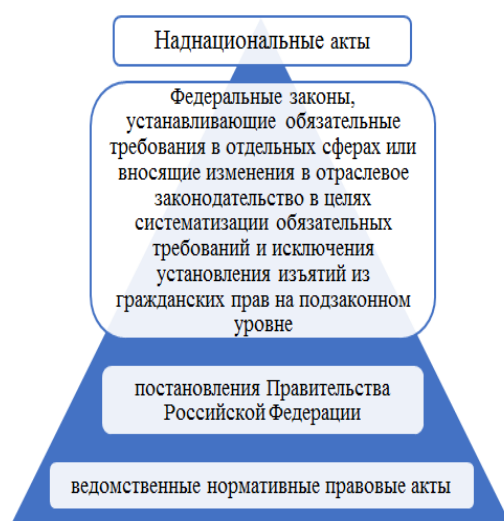 Наднациональные акты
Федеральные законы,
устанавливающие обязательные
требования в отдельных сферах или
вносящие изменения в отраслевое
законодательство в целях
систематизации обязательных
требований и исключения
установления изъятий из
гражданских прав на подзаконном
уровне
постановления Правительства
Российской Федерации
ведомственные нормативные правовые акты